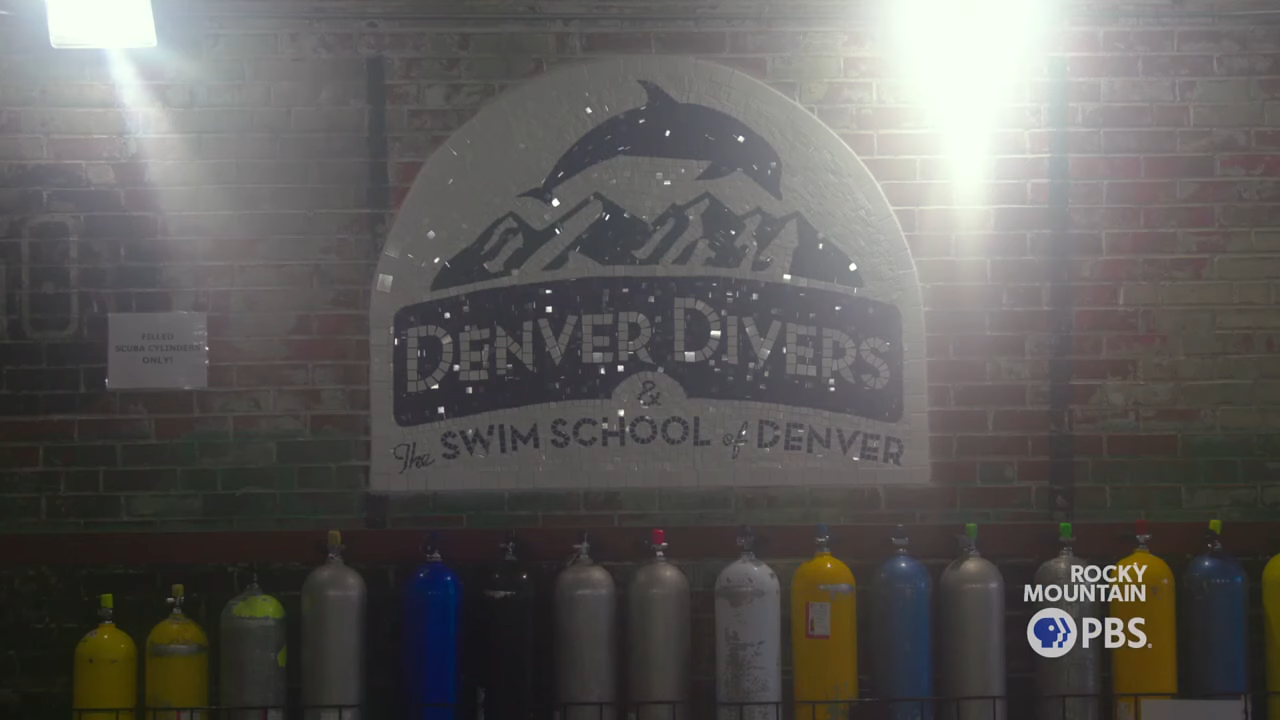 FILLED
SCUBA CYLINDERS
ONLY!
DENVER DIVERS
&
The SWIM SCHOOL of DENVER
ROCKY
MOUNTAIN
PBS.